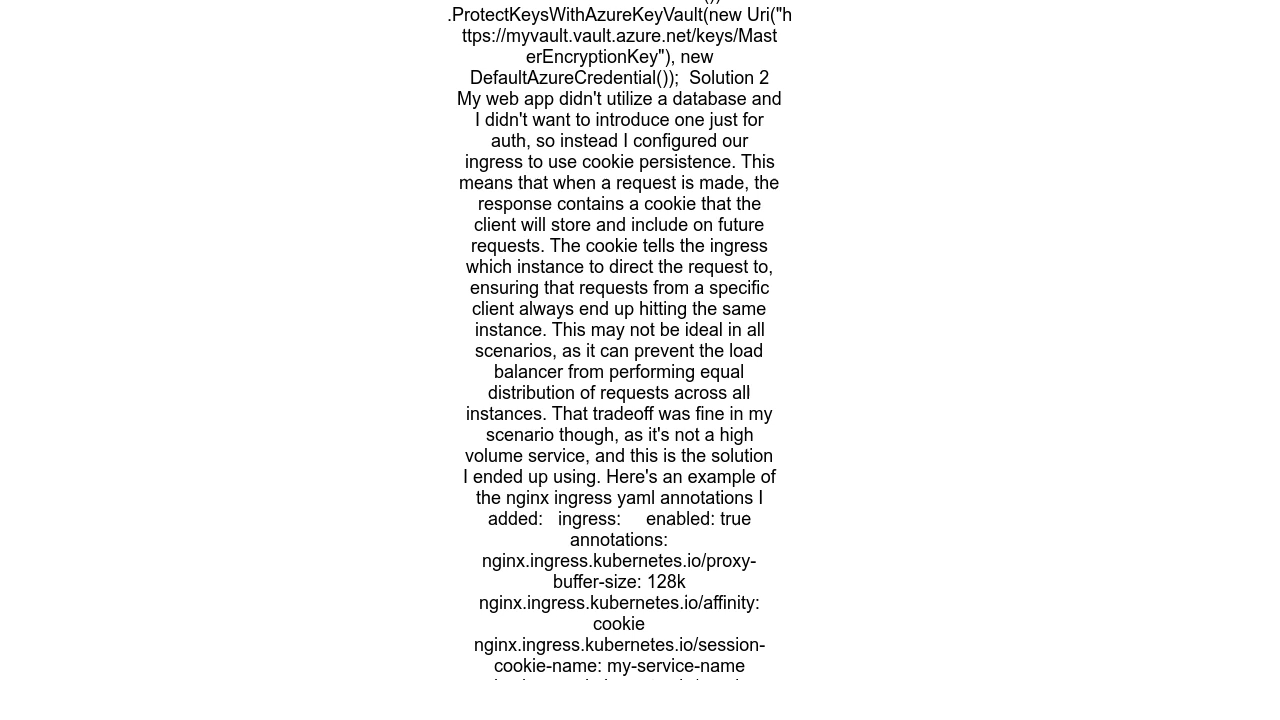 .ProtectKeysWithAzureKeyVault(new Uri("h
ttps://myvault.vault.azure.net/keys/Mast
erEncryptionKey"), new
DefaultAzureCredential());  Solution 2
My web app didn't utilize a database and
I didn't want to introduce one just for
auth, so instead I configured our
ingress to use cookie persistence. This
means that when a request is made, the
response contains a cookie that the
client will store and include on future
requests. The cookie tells the ingress
which instance to direct the request to,
ensuring that requests from a specific
client always end up hitting the same
instance. This may not be ideal in all
scenarios, as it can prevent the load
balancer from performing equal
distribution of requests across all
instances. That tradeoff was fine in my
scenario though, as it's not a high
volume service, and this is the solution
I ended up using. Here's an example of
the nginx ingress yaml annotations I
added:   ingress:     enabled: true
annotations:
nginx.ingress.kubernetes.io/proxy-
buffer-size: 128k
nginx.ingress.kubernetes.io/affinity:
cookie
nginx.ingress.kubernetes.io/session-
cookie-name: my-service-name